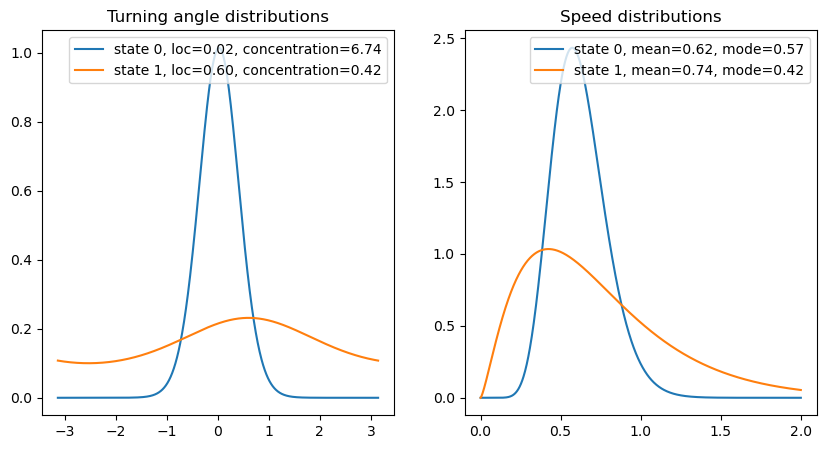 Turning angle distributions
state 0, loc=0.02, concentration=6.74
state 1, loc=0.60, concentration=0.42
1.0
0.8
0.6
0.4
0.2
0.0
−3 −2 −1 0 1 2 3
Speed distributions
state 0, mean=0.62, mode=0.57
state 1, mean=0.74, mode=0.42
2.5
2.0
1.5
1.0
0.5
0.0
0.0 0.5 1.0 1.5 2.0